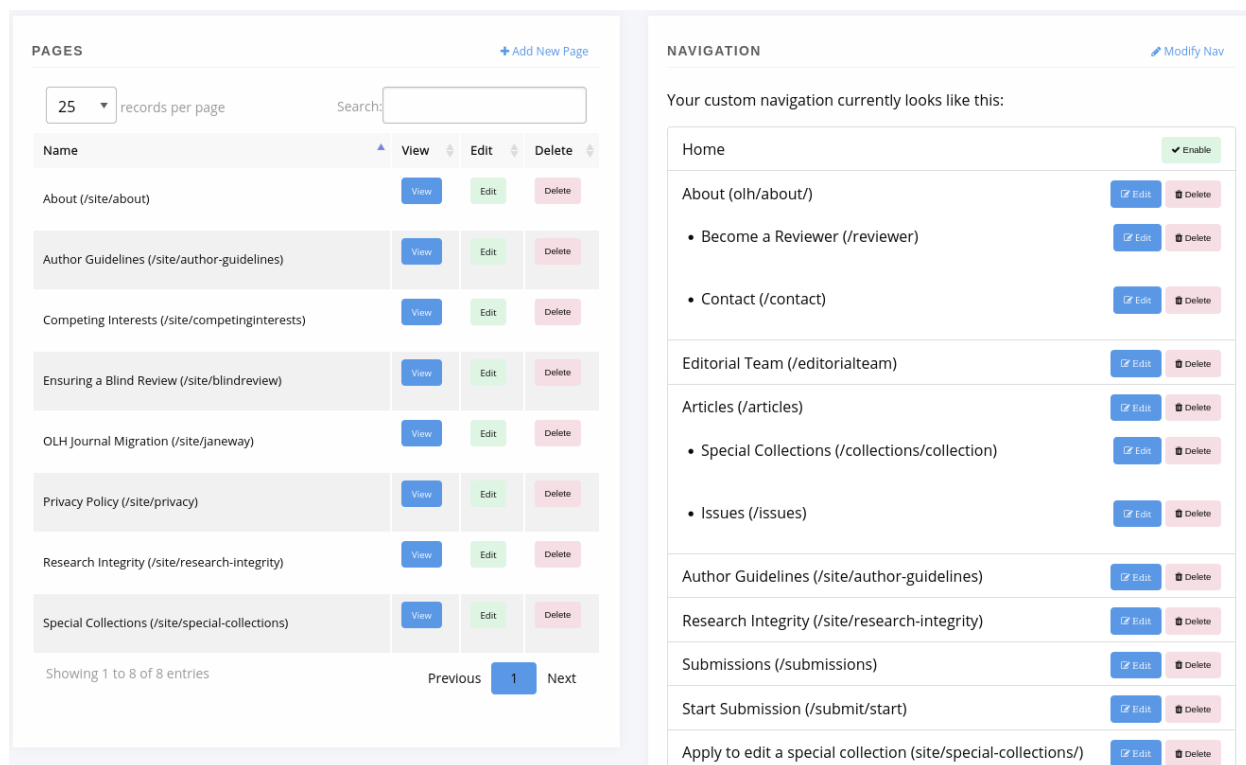 PAGES
Add New Page
25 records per page
Search:
Name View Edit Delete
About (/site/about) View Edit Delete
Author Guidelines (/site/author-guidelines) View Edit Delete
Competing Interests (/site/competinginterests) View Edit Delete
Ensuring a Blind Review (/site/blindreview) View Edit Delete
OLH Journal Migration (/site/janeway) View Edit Delete
Privacy Policy (/site/privacy) View Edit Delete
Research Integrity (/site/research-integrity) View Edit Delete
Special Collections (/site/special-collections) View Edit Delete
Showing 1 to 8 of 8 entries
Previous 1 Next
NAVIGATION
Modify Nav
Your custom navigation currently looks like this:
Home Enable
About (olh/about/) Edit Delete
• Become a Reviewer (/reviewer) Edit Delete
• Contact (/contact) Edit Delete
Editorial Team (/editorialteam) Edit Delete
Articles (/articles) Edit Delete
• Special Collections (/collections/collection) Edit Delete
• Issues (/issues) Edit Delete
Author Guidelines (/site/author-guidelines) Edit Delete
Research Integrity (/site/research-integrity) Edit Delete
Submissions (/submissions) Edit Delete
Start Submission (/submit/start) Edit Delete
Apply to edit a special collection (site/special-collections/) Edit Delete